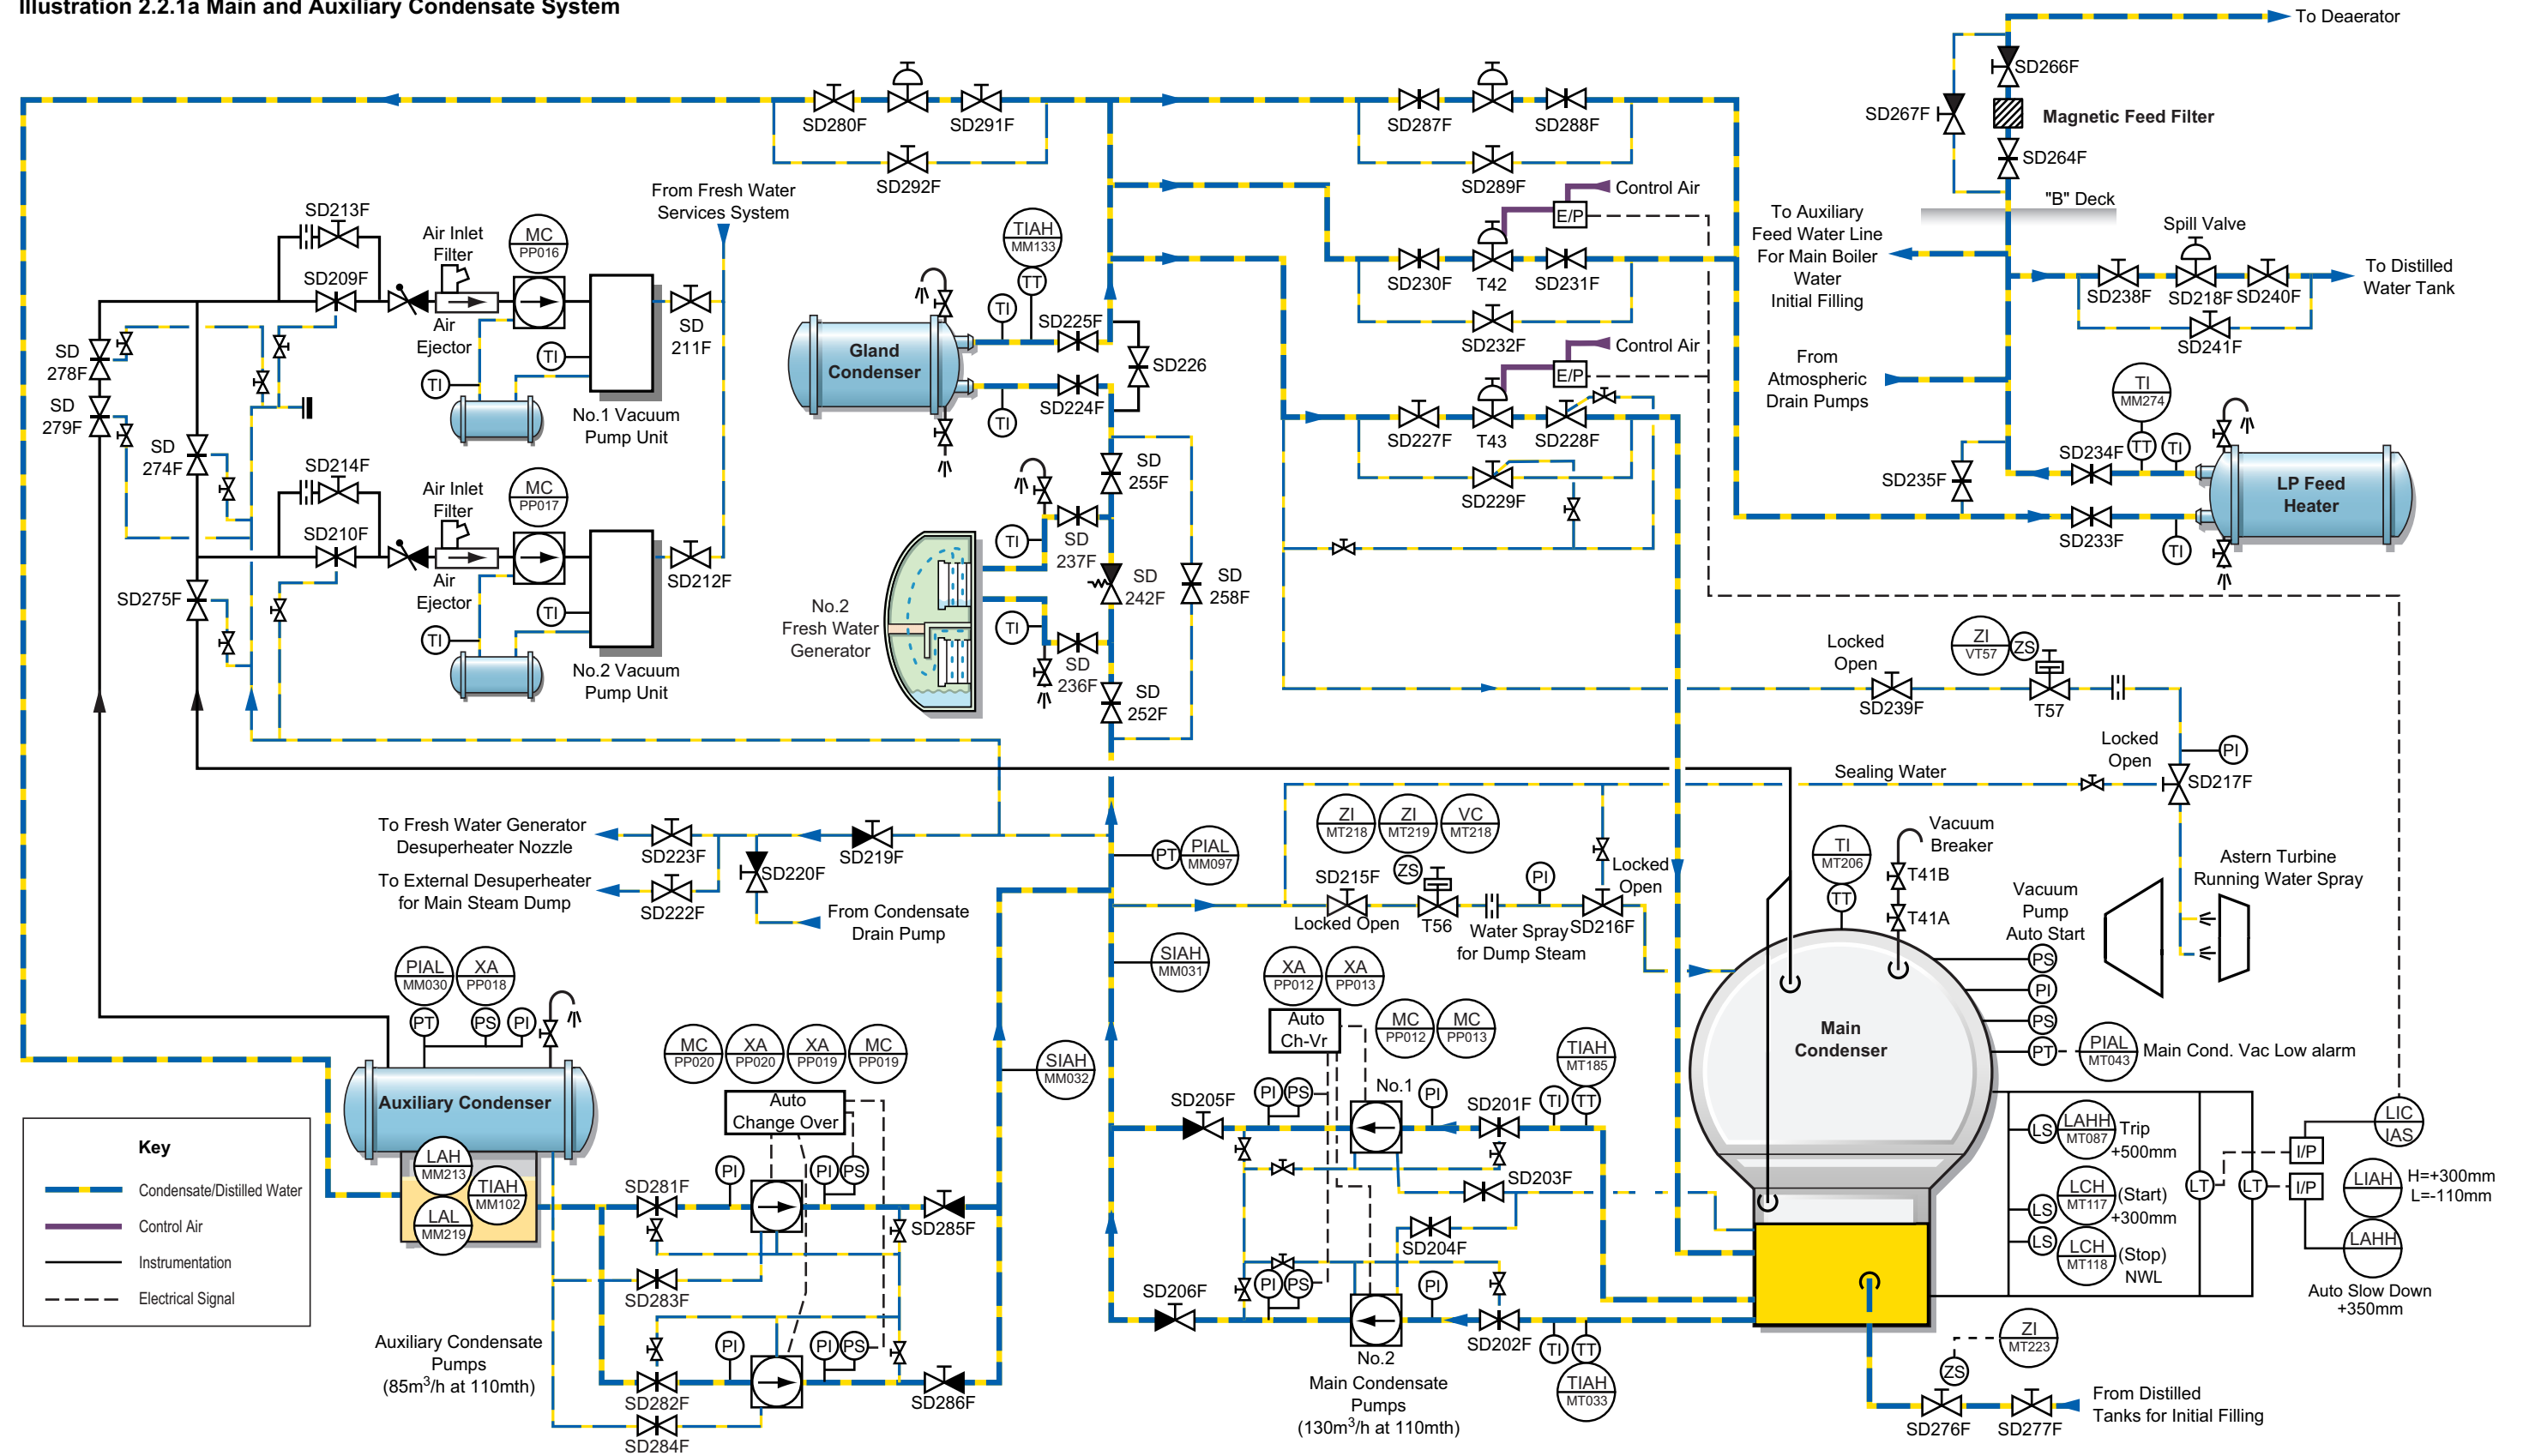 Illustration 2.2.1a Main and Auxiliary Condensate System
To Deaerator
SD266F
SD267F
Magnetic Feed Filter
SD264F
"B" Deck
SD280F
SD291F
SD292F
SD287F
SD288F
SD289F
Control Air
E/P
SD230F
T42
SD231F
SD232F
Control Air
E/P
SD227F
T43
SD228F
SD229F
To Auxiliary
Feed Water Line
For Main Boiler
Water
Initial Filling
Spill Valve
SD238F
SD218F
SD240F
SD241F
To Distilled
Water Tank
From
Atmospheric
Drain Pumps
TI
MM274
TT
TI
SD234F
SD235F
SD233F
TI
LP Feed
Heater
From Fresh Water
Services System
SD213F
SD209F
Air Inlet
Filter
MC
PP016
Air
Ejector
TI
TI
SD
211F
No.1 Vacuum
Pump Unit
SD
278F
SD
279F
SD
274F
SD214F
SD210F
Air Inlet
Filter
MC
PP017
Air
Ejector
TI
TI
SD212F
No.2 Vacuum
Pump Unit
SD275F
TIAH
MM133
TT
TI
SD225F
Gland
Condenser
SD226
SD224F
TI
SD
255F
TI
SD
237F
SD
242F
SD
258F
No.2
Fresh Water
Generator
TI
SD
236F
SD
252F
Locked
Open
SD239F
ZI
VT57
ZS
T57
Locked
Open
PI
SD217F
Sealing Water
To Fresh Water Generator
Desuperheater Nozzle
SD223F
SD219F
SD220F
To External Desuperheater
for Main Steam Dump
SD222F
From Condensate
Drain Pump
PT
PIAL
MM097
ZI
MT218
ZI
MT219
VC
MT218
SD215F
ZS
PI
Locked
Open
Locked Open
T56
Water Spray
for Dump Steam
SD216F
SIAH
MM031
TI
MT206
TT
Vacuum
Breaker
T41B
T41A
Vacuum
Pump
Auto Start
Astern Turbine
Running Water Spray
PS
PI
PS
PT
PIAL
MT043
Main Cond. Vac Low alarm
Main
Condenser
PIAL
MM030
XA
PP018
PT
PS
PI
Auxiliary Condenser
LAH
MM213
TIAH
MM102
LAL
MM219
MC
PP020
XA
PP020
XA
PP019
MC
PP019
Auto
Change Over
SIAH
MM032
SD281F
PI
PI
PS
SD285F
SD283F
SD282F
PI
PI
PS
SD286F
SD284F
Auxiliary Condensate
Pumps
(85m3/h at 110mth)
XA
PP012
XA
PP013
Auto
Ch-Vr
MC
PP012
MC
PP013
TIAH
MT185
SD205F
PI
PS
No.1
PI
SD201F
TI
TT
SD203F
SD204F
SD206F
PI
PS
PI
SD202F
No.2
TI
TT
TIAH
MT033
Main Condensate
Pumps
(130m3/h at 110mth)
LS
LAHH
MT087
Trip
+500mm
LS
LCH
MT117
(Start)
+300mm
LS
LCH
MT118
(Stop)
NWL
LT
LT
I/P
I/P
LIC
IAS
LIAH
H=+300mm
L=-110mm
LAHH
Auto Slow Down
+350mm
ZI
MT223
ZS
SD276F
SD277F
From Distilled
Tanks for Initial Filling
Key
Condensate/Distilled Water
Control Air
Instrumentation
Electrical Signal